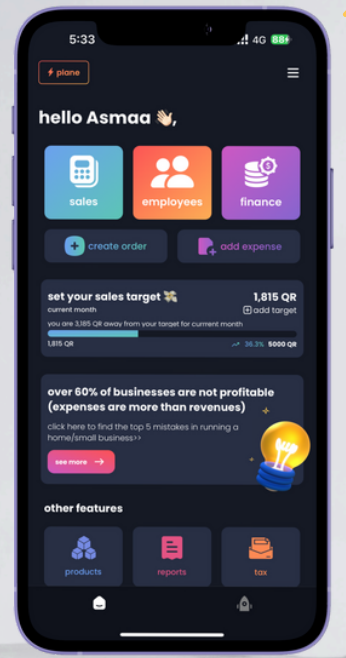 5:33
4G 88
plane
hello Asmaa 👋🏻,
sales
employees
finance
create order
add expense
set your sales target 💸
1,815 QR
current month
add target
you are 3,185 QR away from your target for current month
1,815 QR
36.3%
5000 QR
over 60% of businesses are not profitable
(expenses are more than revenues)
click here to find the top 5 mistakes in running a
home/small business>>
see more →
other features
products
reports
tax